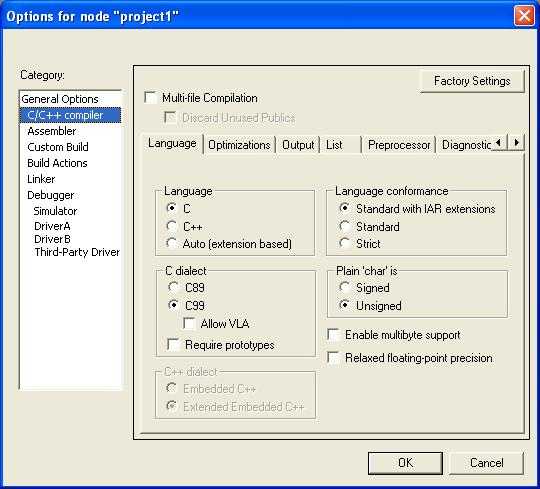 Options for node "project1"
Category:
Factory Settings
General Options
C/C++ compiler
Assembler
Custom Build
Build Actions
Linker
Debugger
Simulator
DriverA
DriverB
Third-Party Driver
Multi-file Compilation
Discard Unused Publics
Language Optimizations Output List Preprocessor Diagnostic
Language
C
C++
Auto (extension based)
Language conformance
Standard with IAR extensions
Standard
Strict
C dialect
C89
C99
Allow VLA
Require prototypes
Plain 'char' is
Signed
Unsigned
Enable multibyte support
Relaxed floating-point precision
C++ dialect
Embedded C++
Extended Embedded C++
OK Cancel